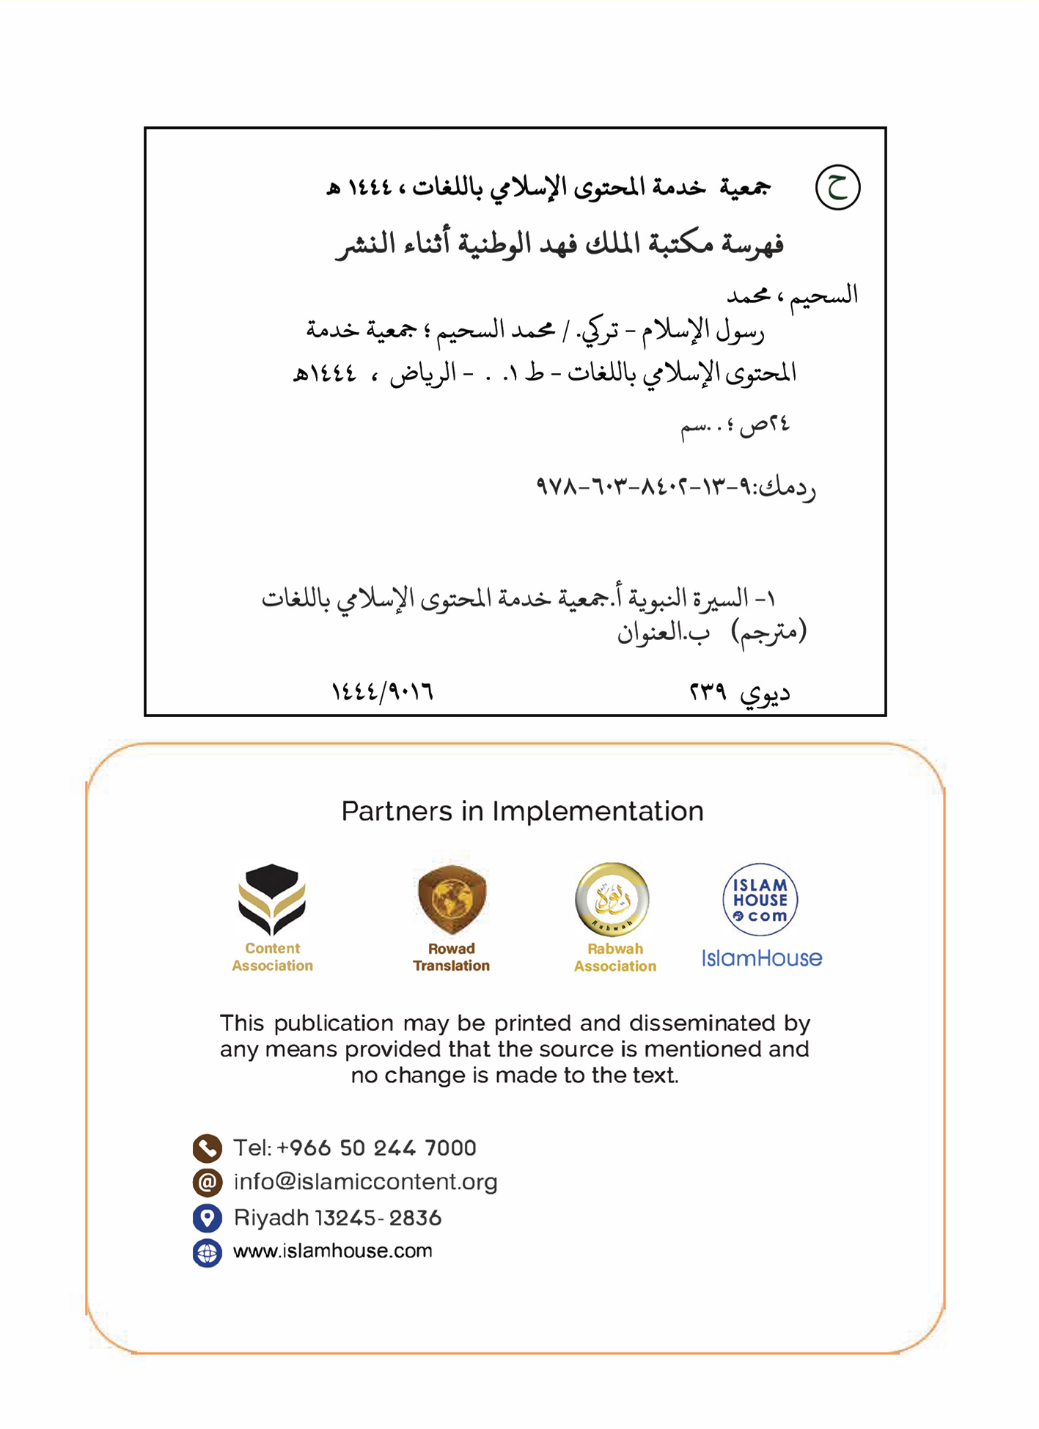 ح
جمعية خدمة المحتوى الإسلامي باللغات ، ١٤٤٤ هـ
فهرسة مكتبة الملك فهد الوطنية أثناء النشر
السحيم ، محمد
رسول الإسلام - تركي. / محمد السحيم ؛ جمعية خدمة
المحتوى الإسلامي باللغات - ط ١. . - الرياض ، ١٤٤٤هـ
٢٤ص ؛ ..سم
ردمك:٩-١٣-٨٤٠٢-٦٠٣-٩٧٨
١- السيرة النبوية أ.جمعية خدمة المحتوى الإسلامي باللغات
(مترجم) ب.العنوان
ديوي ٢٣٩ ١٤٤٤/٩٠١٦
Partners in Implementation
Content
Association
Rowad
Translation
Rabwah
Rabwah
Association
ISLAM
HOUSE
com
IslamHouse
This publication may be printed and disseminated by
any means provided that the source is mentioned and
no change is made to the text.
Tel: +966 50 244 7000
info@islamiccontent.org
Riyadh 13245- 2836
www.islamhouse.com